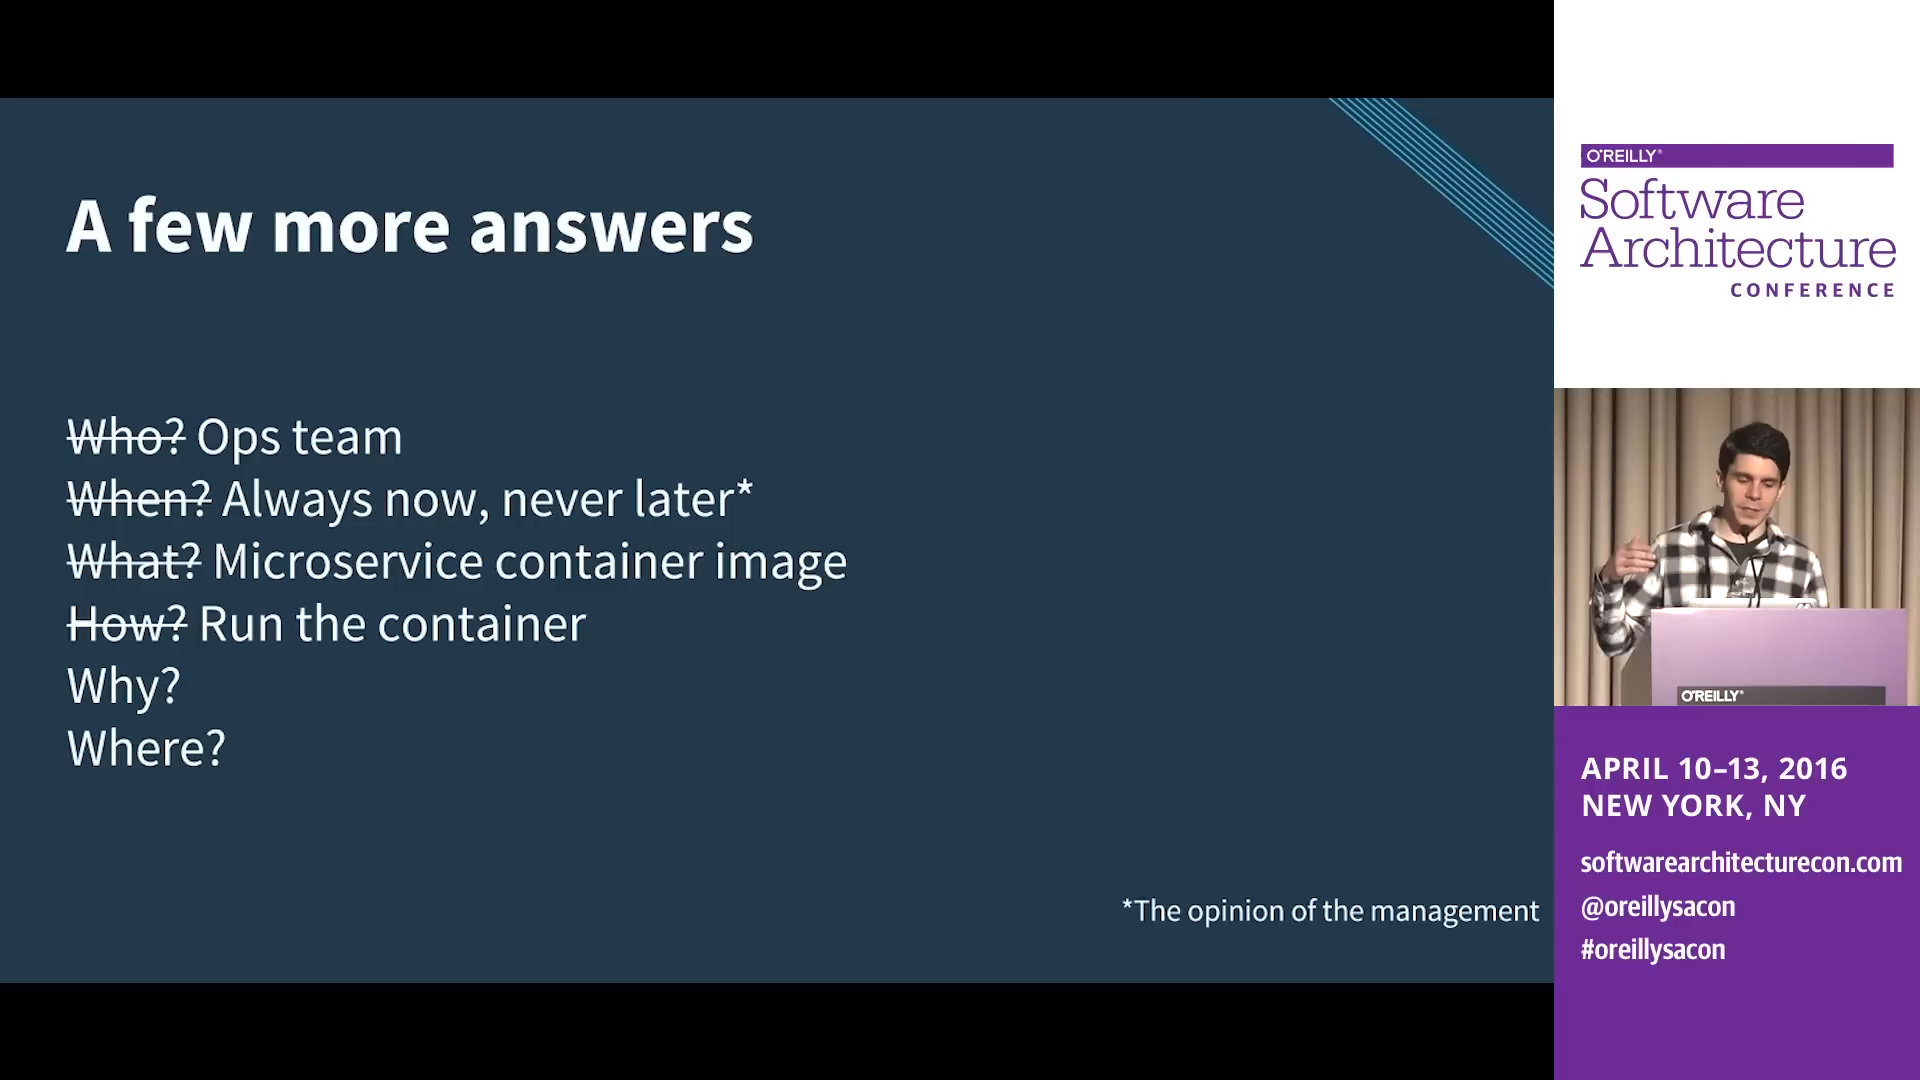 A few more answers
Who? Ops team
When? Always now, never later*
What? Microservice container image
How? Run the container
Why?
Where?
*The opinion of the management
O'REILLY®
Software
Architecture
CONFERENCE
O'REILLY®
APRIL 10–13, 2016
NEW YORK, NY
softwarearchitecturecon.com
@oreillysacon
#oreillysacon